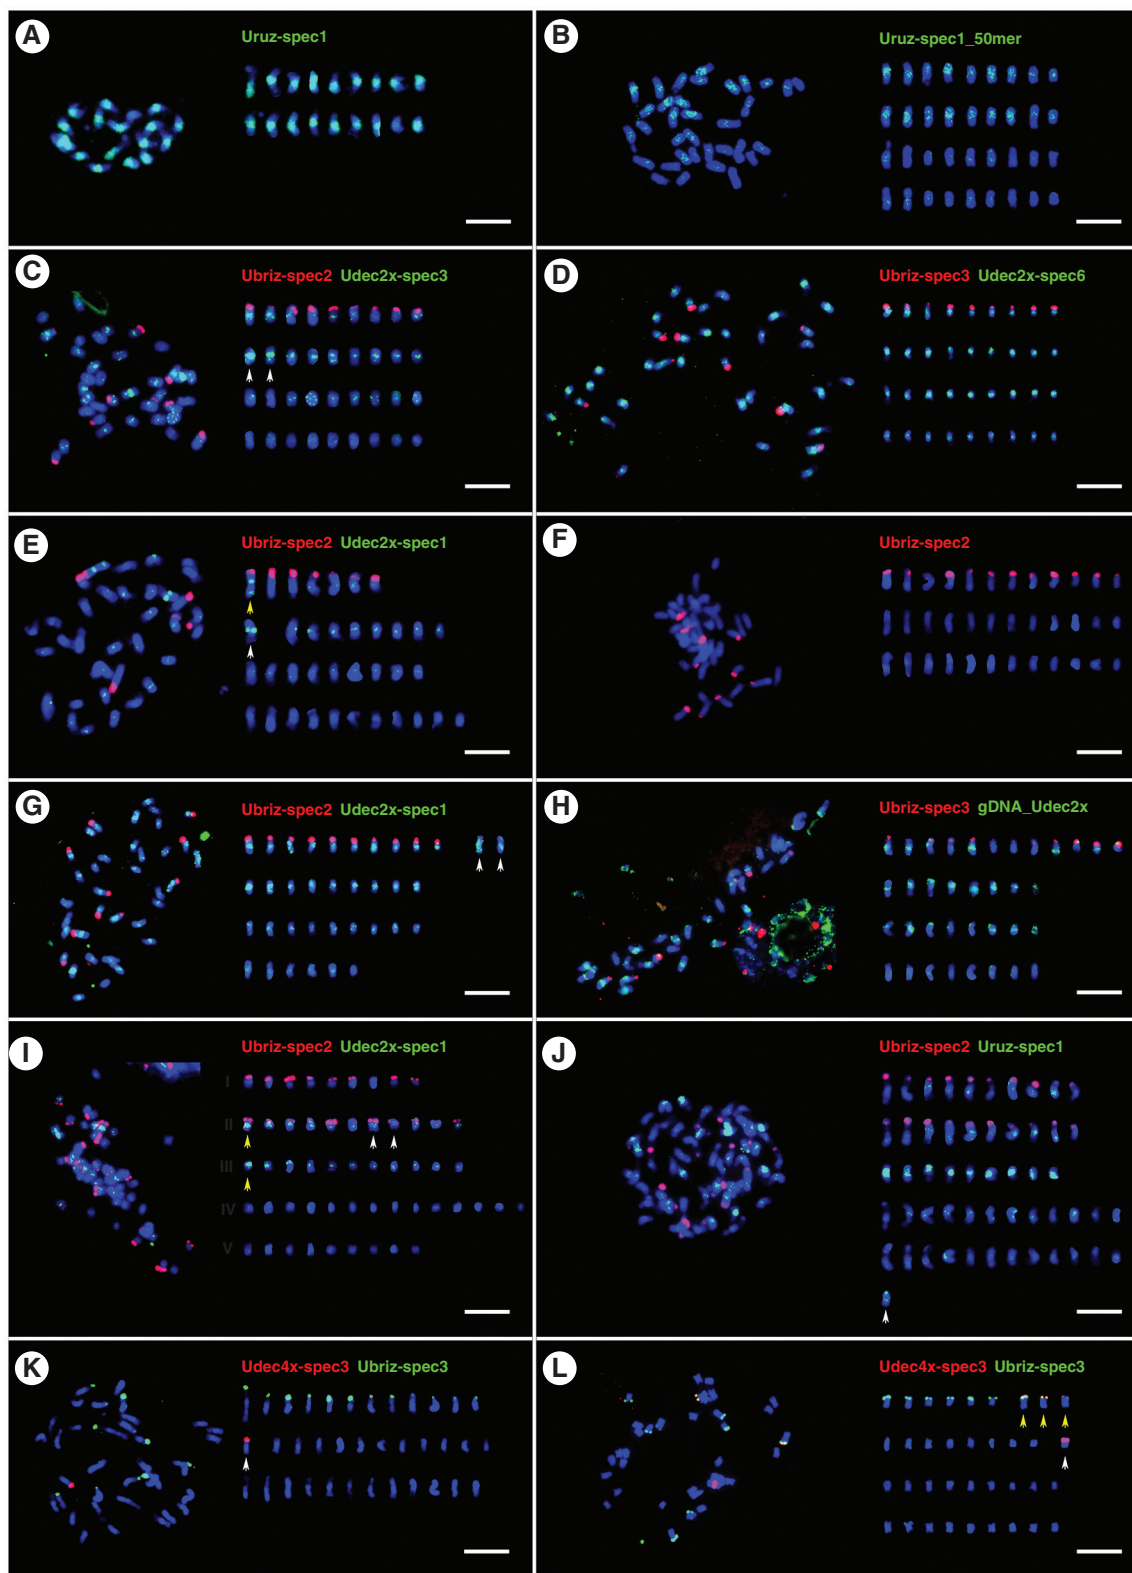 A
Uruz-spec1
B
Uruz-spec1_50mer
C
Ubriz-spec2 Udec2x-spec3
D
Ubriz-spec3 Udec2x-spec6
E
Ubriz-spec2 Udec2x-spec1
F
Ubriz-spec2
G
Ubriz-spec2 Udec2x-spec1
H
Ubriz-spec3 gDNA_Udec2x
I
Ubriz-spec2 Udec2x-spec1
I
II
III
IV
V
J
Ubriz-spec2 Uruz-spec1
K
Udec4x-spec3 Ubriz-spec3
L
Udec4x-spec3 Ubriz-spec3